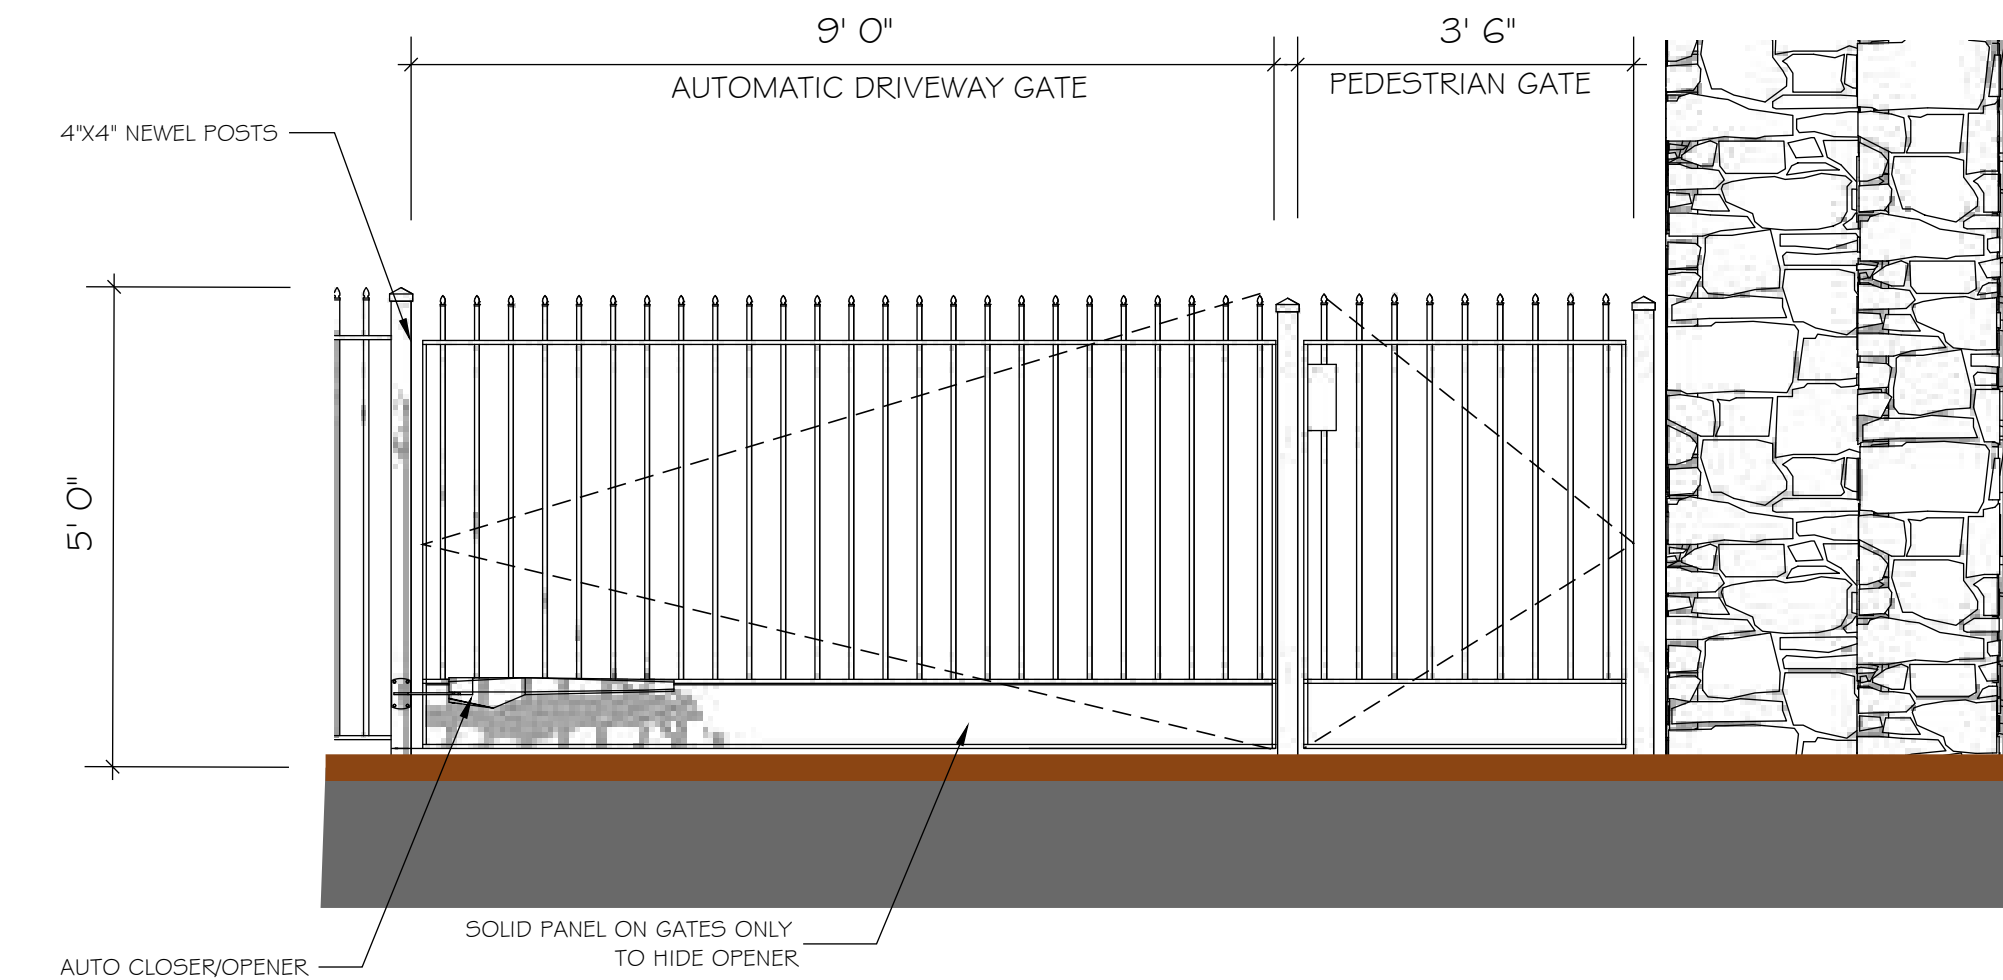 9' 0"
3' 6"
AUTOMATIC DRIVEWAY GATE
PEDESTRIAN GATE
4"X4" NEWEL POSTS
5' 0"
SOLID PANEL ON GATES ONLY
TO HIDE OPENER
AUTO CLOSER/OPENER